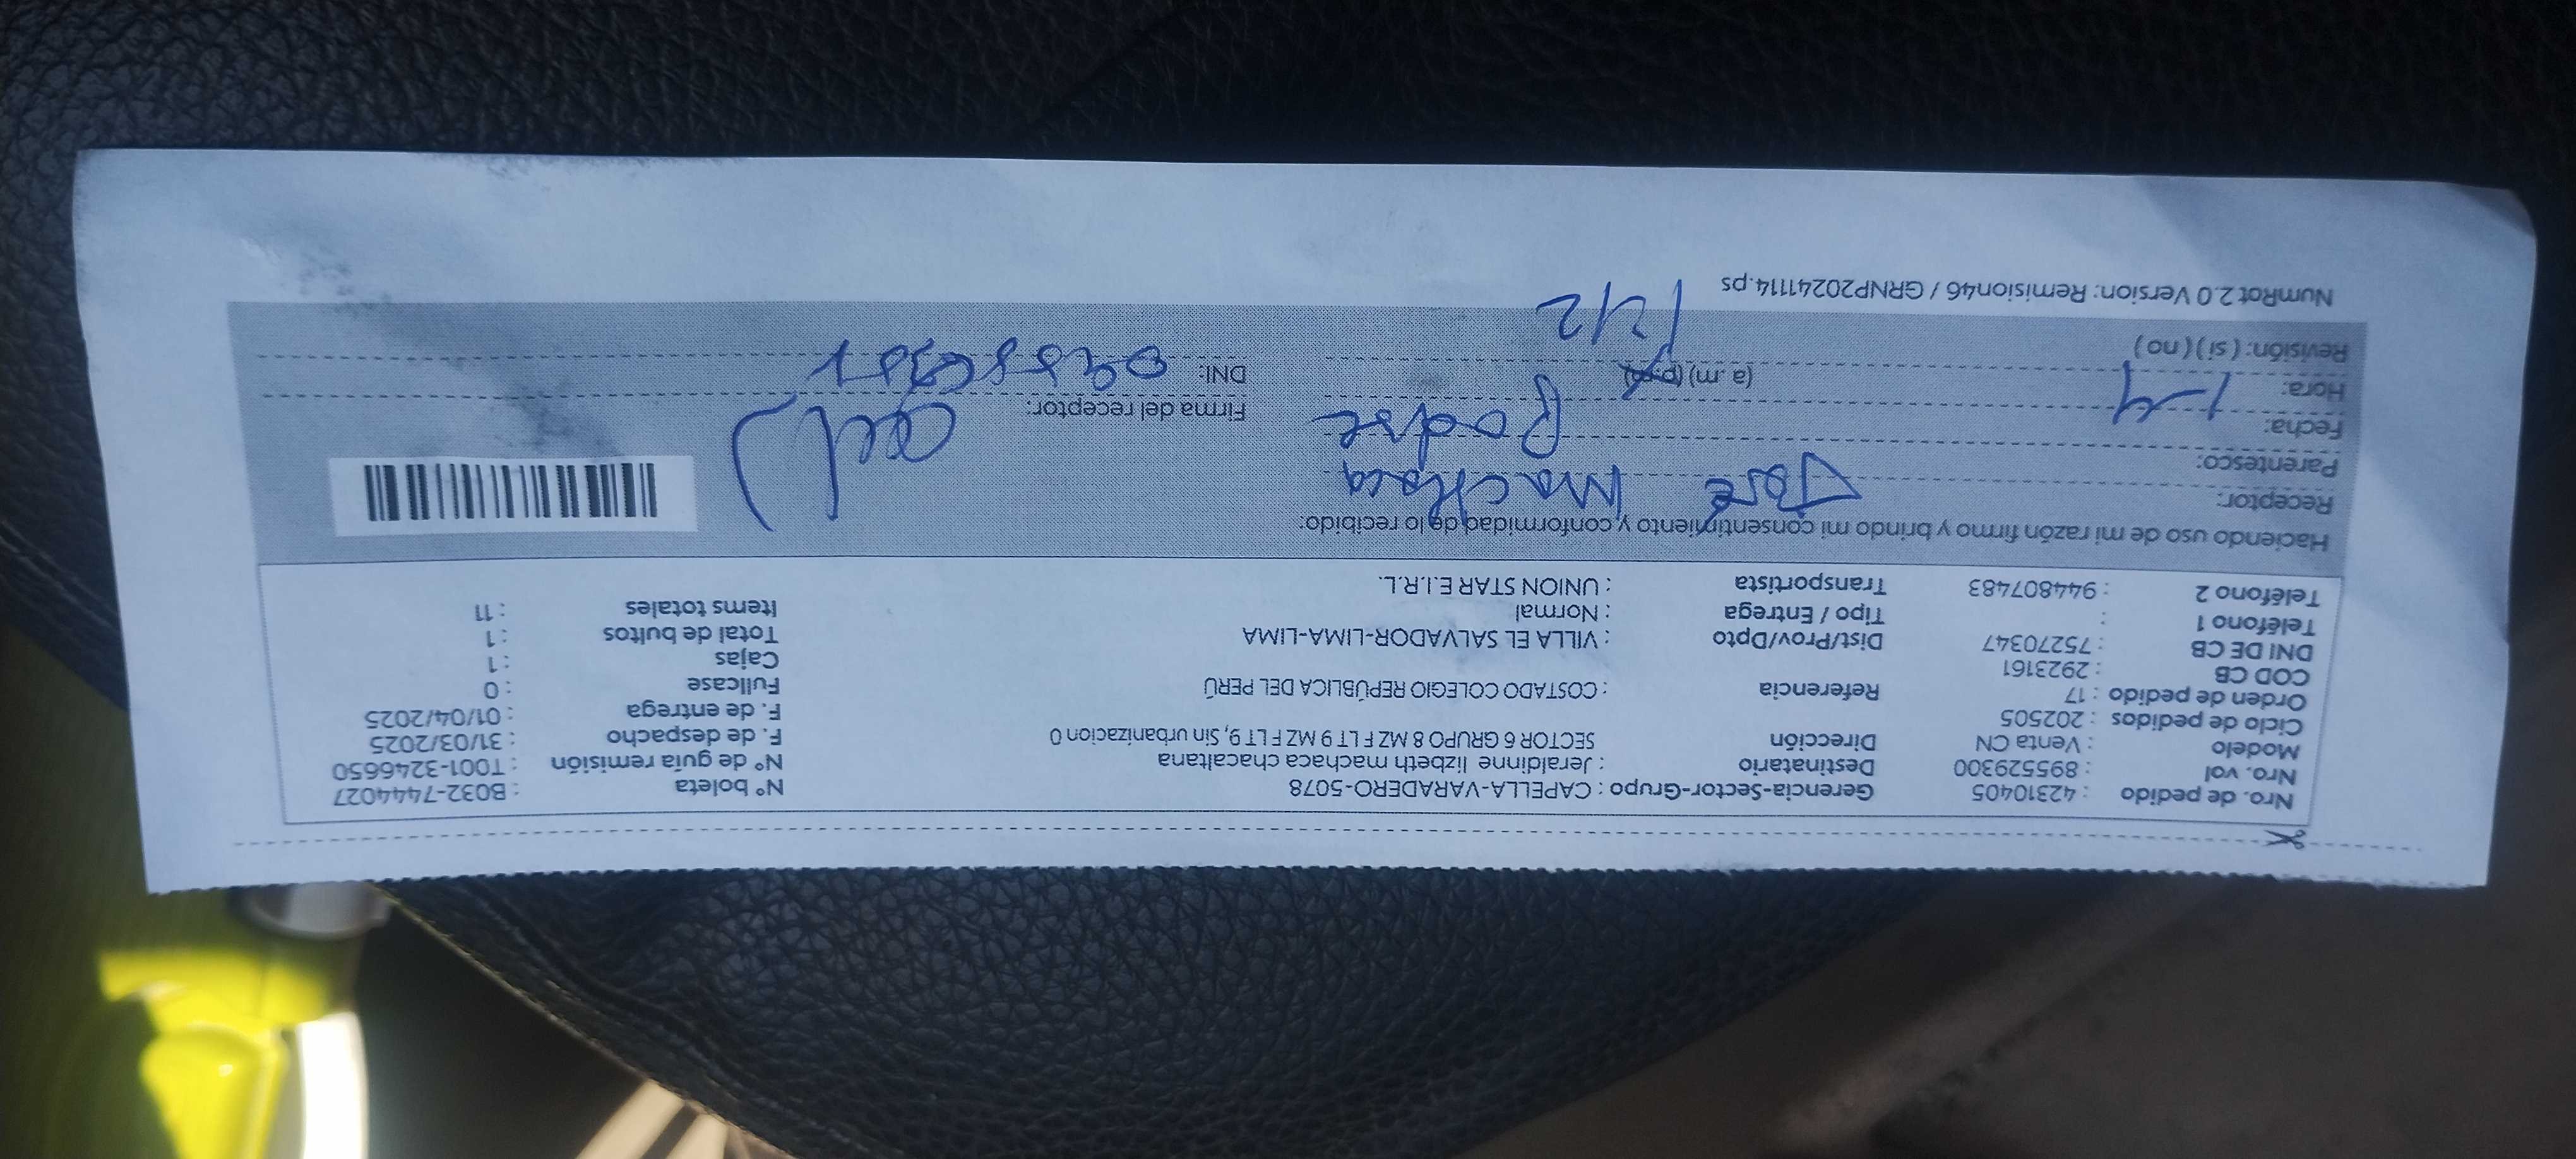 Nro. de pedido : 42310405 Gerencia-Sector-Grupo : CAPELLA-VARADERO-5078 N° boleta : B032-7444027
Nro. vol : 895529300 Destinatario : Jeraldinne lizbeth machaca chacaltana N° de guía remisión : T001-3246650
Modelo : Venta CN Dirección SECTOR 6 GRUPO 8 MZ F LT 9 MZ F LT 9, Sin urbanizacion 0 F. de despacho : 31/03/2025
Ciclo de pedidos : 202505 F. de entrega : 01/04/2025
Orden de pedido : 17 Referencia : COSTADO COLEGIO REPÚBLICA DEL PERÚ Fullcase : 0
COD CB : 2923161 Cajas : 1
DNI DE CB : 75270347 Dist/Prov/Dpto : VILLA EL SALVADOR-LIMA-LIMA Total de bultos : 1
Teléfono 1 : Tipo / Entrega : Normal Items totales : 11
Teléfono 2 : 944807483 Transportista : UNION STAR E.I.R.L.
Haciendo uso de mi razón firmo y brindo mi consentimiento y conformidad de lo recibido:
Receptor: José Machaca
Parentesco: Padre
Fecha: 1-4 Firma del receptor:
Hora: (a .m) (p.m) DNI:
Revisión: ( si ) ( no ) 1 42
NumRot 2.0 Version: Remision46 / GRNP20241114.ps